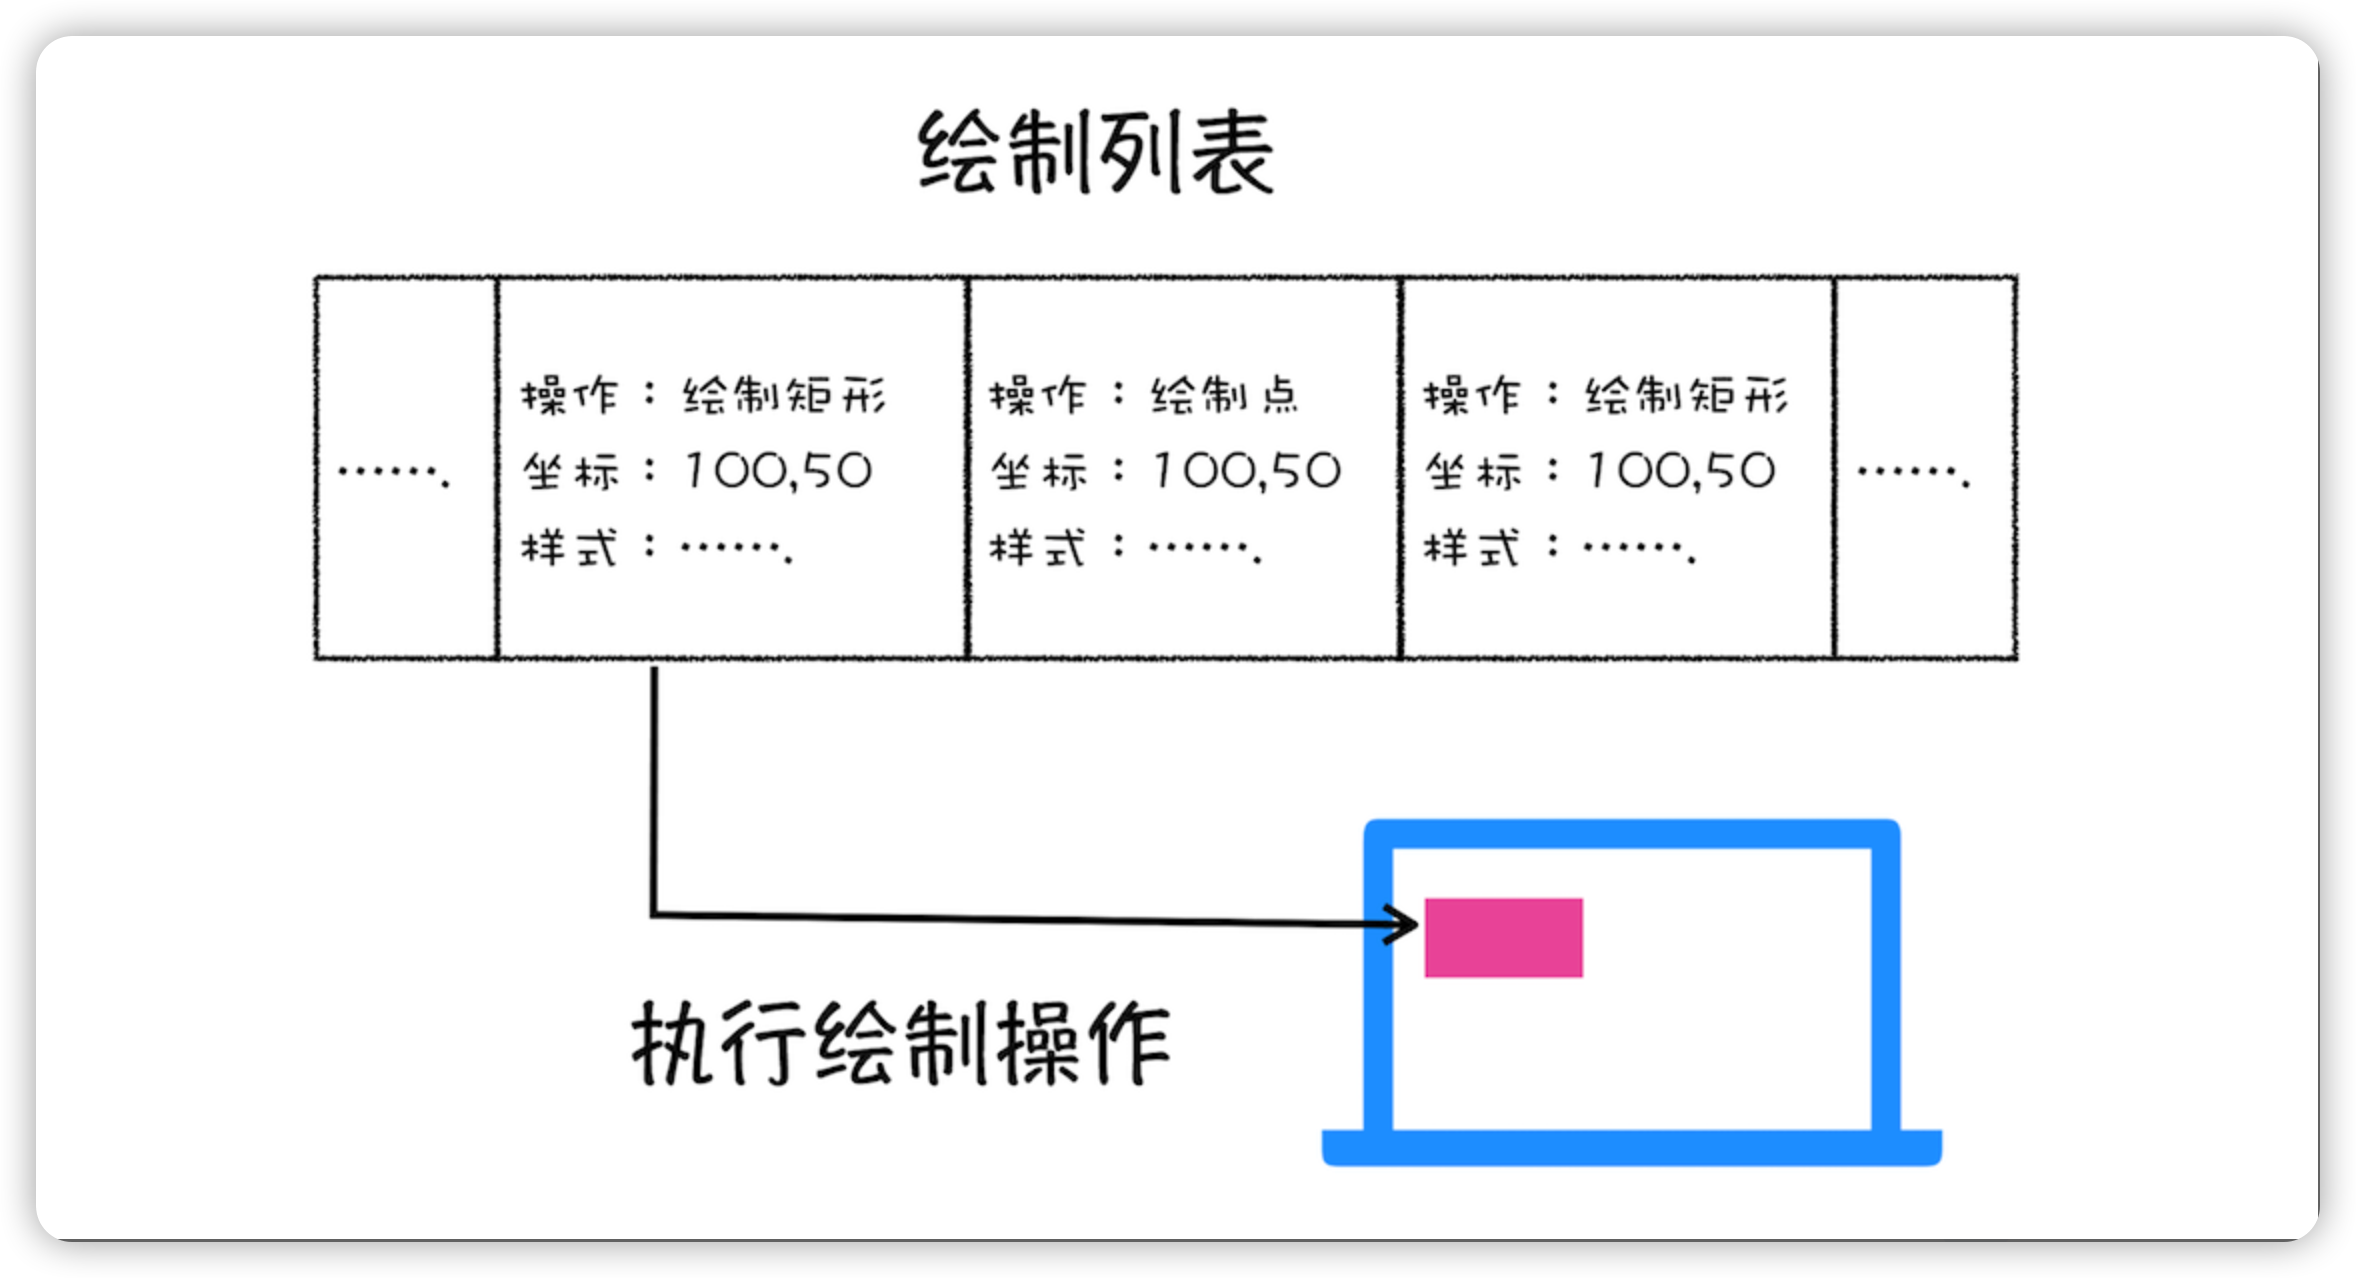 绘制列表
…….
操作：绘制矩形
坐标：100,50
样式：…….
操作：绘制点
坐标：100,50
样式：…….
操作：绘制矩形
坐标：100,50
样式：…….
…….
执行绘制操作